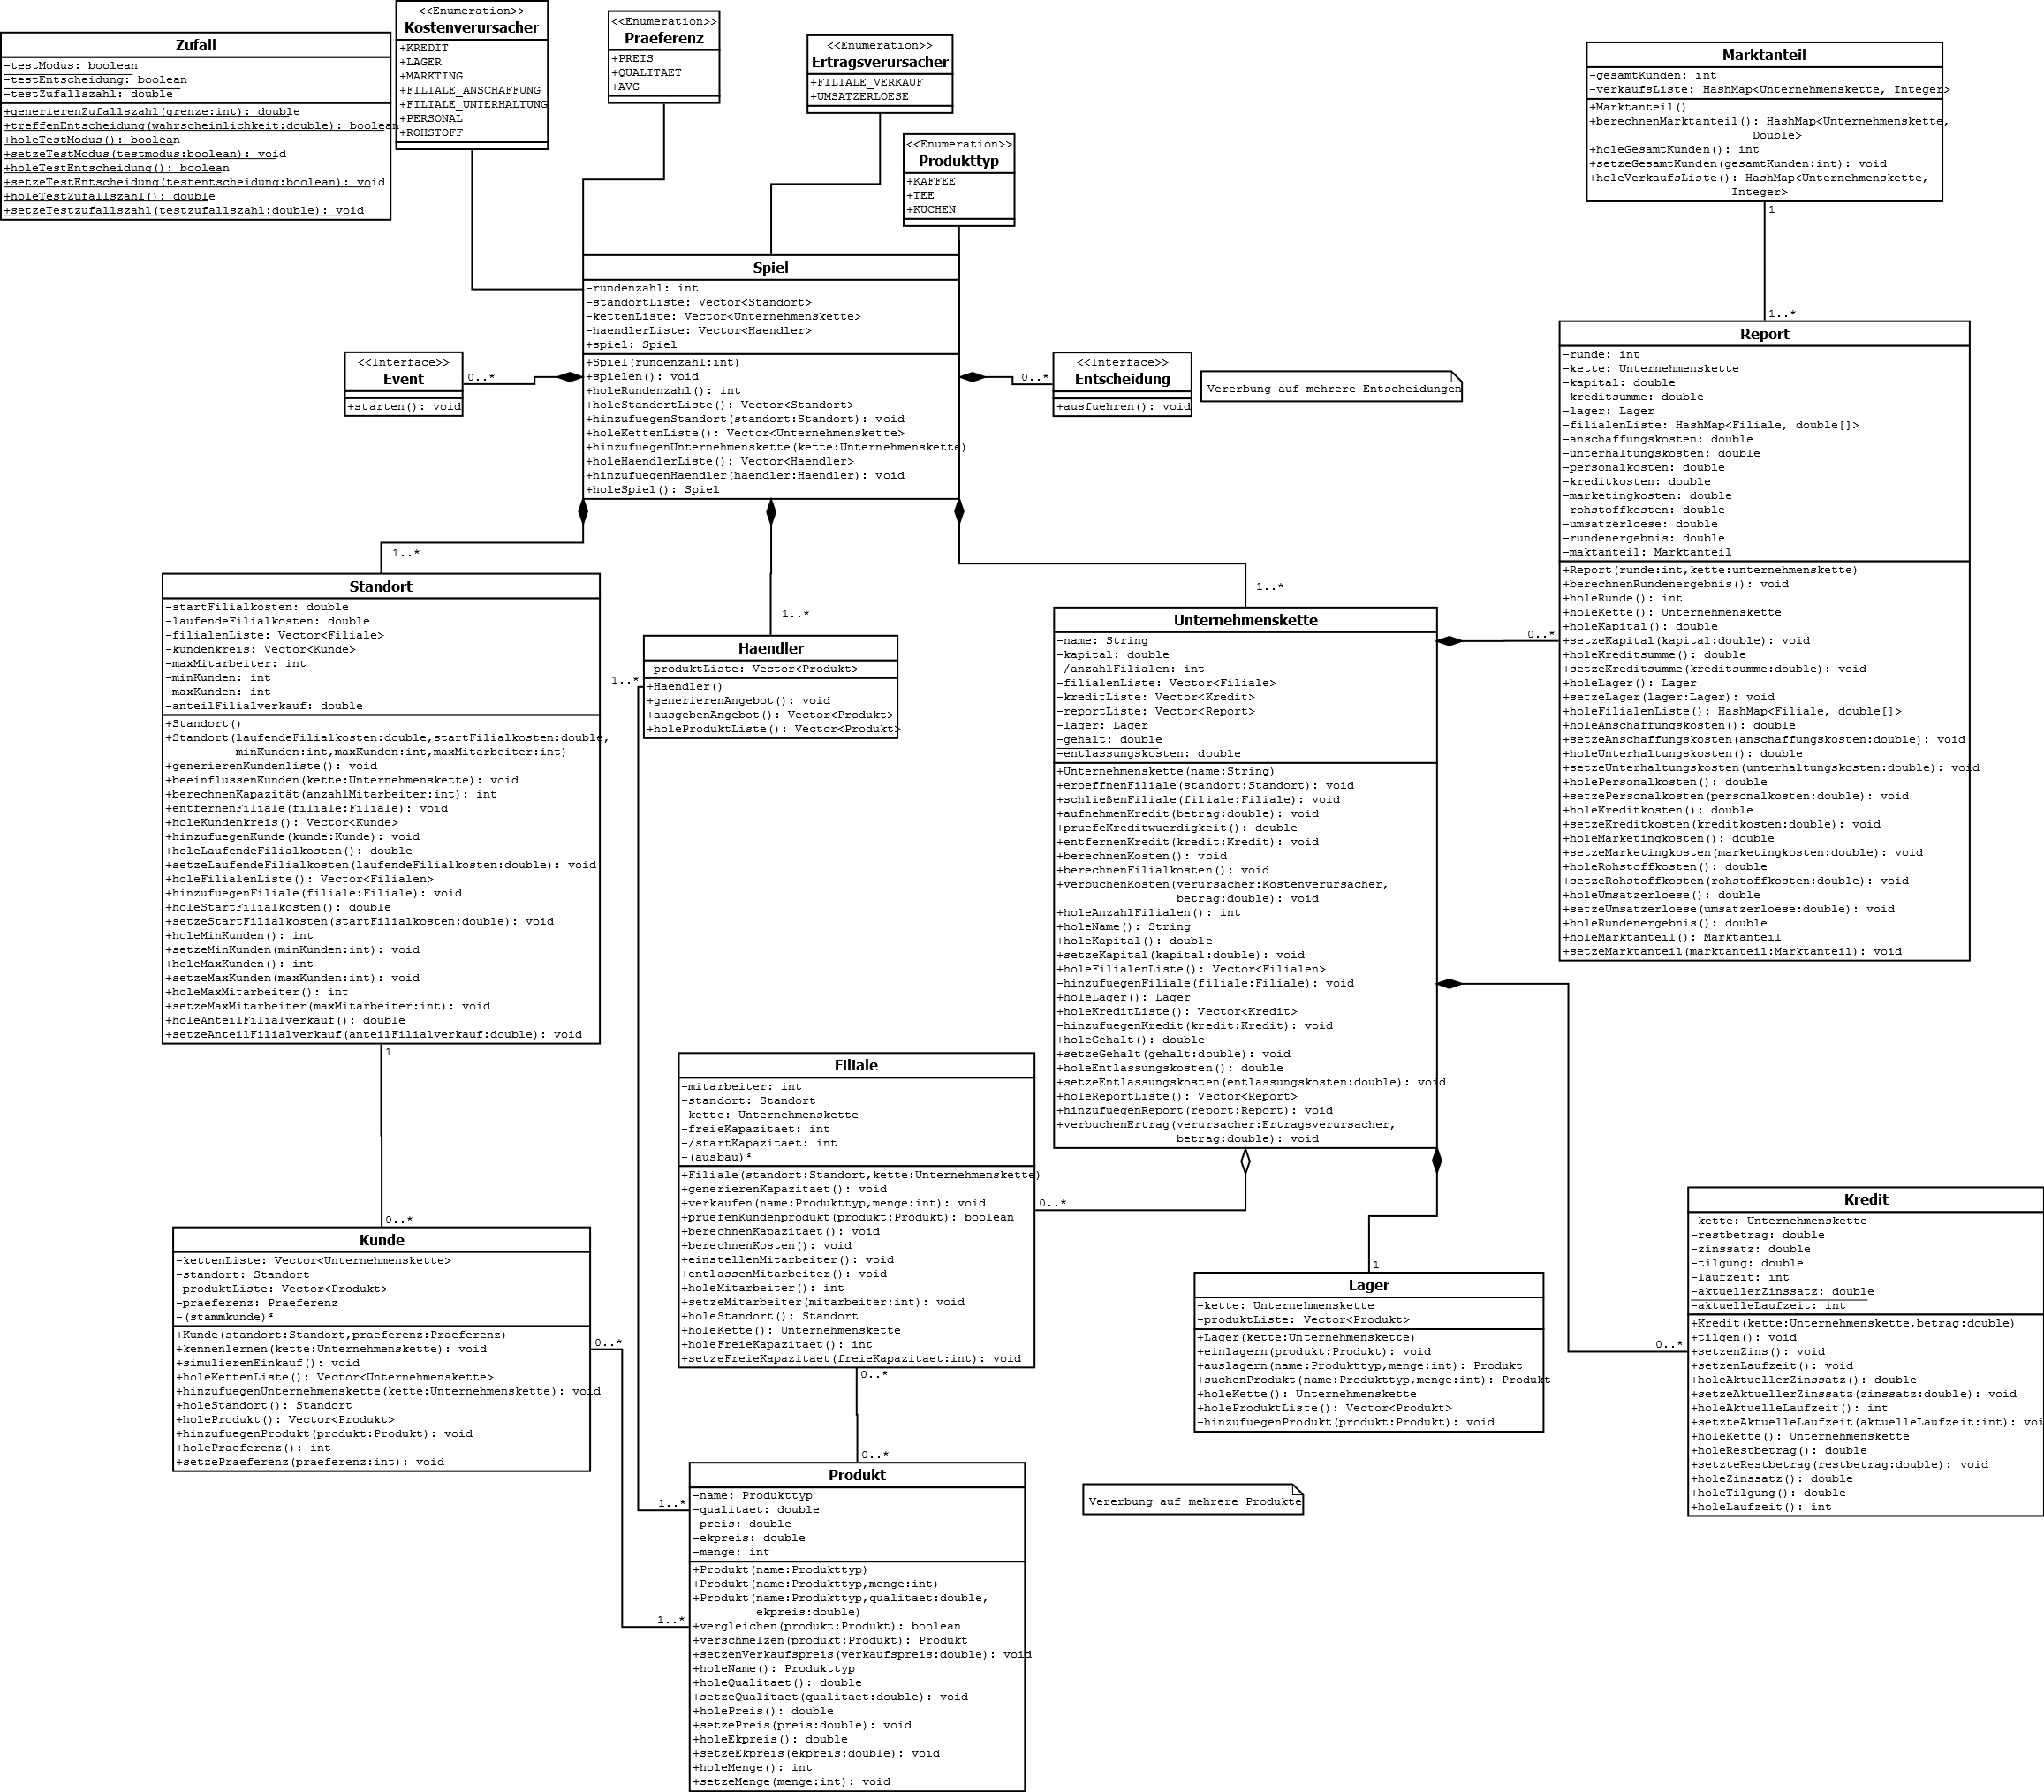 Zufall
-testModus: boolean
-testEntscheidung: boolean
-testZufallszahl: double
+generierenZufallszahl(grenze:int): double
+treffenEntscheidung(wahrscheinlichkeit:double): boolean
+holeTestModus(): boolean
+setzeTestModus(testmodus:boolean): void
+holeTestEntscheidung(): boolean
+setzeTestEntscheidung(testentscheidung:boolean): void
+holeTestZufallszahl(): double
+setzeTestzufallszahl(testzufallszahl:double): void
<<Enumeration>>
Kostenverursacher
+KREDIT
+LAGER
+MARKTING
+FILIALE_ANSCHAFFUNG
+FILIALE_UNTERHALTUNG
+PERSONAL
+ROHSTOFF
<<Enumeration>>
Praeferenz
+PREIS
+QUALITAET
+AVG
<<Enumeration>>
Ertragsverursacher
+FILIALE_VERKAUF
+UMSATZERLOESE
<<Enumeration>>
Produkttyp
+KAFFEE
+TEE
+KUCHEN
Marktanteil
-gesamtKunden: int
-verkaufsListe: HashMap<Unternehmenskette, Integer>
+Marktanteil()
+berechnenMarktanteil(): HashMap<Unternehmenskette,
Double>
+holeGesamtKunden(): int
+setzeGesamtKunden(gesamtKunden:int): void
+holeVerkaufsListe(): HashMap<Unternehmenskette,
Integer>
1
1..*
Spiel
-rundenzahl: int
-standortListe: Vector<Standort>
-kettenListe: Vector<Unternehmenskette>
-haendlerListe: Vector<Haendler>
+spiel: Spiel
+Spiel(rundenzahl:int)
+spielen(): void
+holeRundenzahl(): int
+holeStandortListe(): Vector<Standort>
+hinzufuegenStandort(standort:Standort): void
+holeKettenListe(): Vector<Unternehmenskette>
+hinzufuegenUnternehmenskette(kette:Unternehmenskette)
+holeHaendlerListe(): Vector<Haendler>
+hinzufuegenHaendler(haendler:Haendler): void
+holeSpiel(): Spiel
<<Interface>>
Event
+starten(): void
0..*
<<Interface>>
Entscheidung
+ausfuehren(): void
0..*
Vererbung auf mehrere Entscheidungen
Report
-runde: int
-kette: Unternehmenskette
-kapital: double
-kreditsumme: double
-lager: Lager
-filialenListe: HashMap<Filiale, double[]>
-anschaffungskosten: double
-unterhaltungskosten: double
-personalkosten: double
-kreditkosten: double
-marketingkosten: double
-rohstoffkosten: double
-umsatzerloese: double
-rundenergebnis: double
-maktanteil: Marktanteil
+Report(runde:int,kette:unternehmenskette)
+berechnenRundenergebnis(): void
+holeRunde(): int
+holeKette(): Unternehmenskette
+holeKapital(): double
+setzeKapital(kapital:double): void
+holeKreditsumme(): double
+setzeKreditsumme(kreditsumme:double): void
+holeLager(): Lager
+setzeLager(lager:Lager): void
+holeFilialenListe(): HashMap<Filiale, double[]>
+holeAnschaffungskosten(): double
+setzeAnschaffungskosten(anschaffungskosten:double): void
+holeUnterhaltungskosten(): double
+setzeUnterhaltungskosten(unterhaltungskosten:double): void
+holePersonalkosten(): double
+setzePersonalkosten(personalkosten:double): void
+holeKreditkosten(): double
+setzeKreditkosten(kreditkosten:double): void
+holeMarketingkosten(): double
+setzeMarketingkosten(marketingkosten:double): void
+holeRohstoffkosten(): double
+setzeRohstoffkosten(rohstoffkosten:double): void
+holeUmsatzerloese(): double
+setzeUmsatzerloese(umsatzerloese:double): void
+holeRundenergebnis(): double
+holeMarktanteil(): Marktanteil
+setzeMarktanteil(marktanteil:Marktanteil): void
1..*
1..*
1..*
0..*
Standort
-startFilialkosten: double
-laufendeFilialkosten: double
-filialenListe: Vector<Filiale>
-kundenkreis: Vector<Kunde>
-maxMitarbeiter: int
-minKunden: int
-maxKunden: int
-anteilFilialverkauf: double
+Standort()
+Standort(laufendeFilialkosten:double,startFilialkosten:double,
minKunden:int,maxKunden:int,maxMitarbeiter:int)
+generierenKundenliste(): void
+beeinflussenKunden(kette:Unternehmenskette): void
+berechnenKapazität(anzahlMitarbeiter:int): int
+entfernenFiliale(filiale:Filiale): void
+holeKundenkreis(): Vector<Kunde>
+hinzufuegenKunde(kunde:Kunde): void
+holeLaufendeFilialkosten(): double
+setzeLaufendeFilialkosten(laufendeFilialkosten:double): void
+holeFilialenListe(): Vector<Filialen>
+hinzufuegenFiliale(filiale:Filiale): void
+holeStartFilialkosten(): double
+setzeStartFilialkosten(startFilialkosten:double): void
+holeMinKunden(): int
+setzeMinKunden(minKunden:int): void
+holeMaxKunden(): int
+setzeMaxKunden(maxKunden:int): void
+holeMaxMitarbeiter(): int
+setzeMaxMitarbeiter(maxMitarbeiter:int): void
+holeAnteilFilialverkauf(): double
+setzeAnteilFilialverkauf(anteilFilialverkauf:double): void
1
0..*
Haendler
-produktListe: Vector<Produkt>
+Haendler()
+generierenAngebot(): void
+ausgebenAngebot(): Vector<Produkt>
+holeProduktListe(): Vector<Produkt>
1..*
Unternehmenskette
-name: String
-kapital: double
-/anzahlFilialen: int
-filialenListe: Vector<Filiale>
-kreditListe: Vector<Kredit>
-reportListe: Vector<Report>
-lager: Lager
-gehalt: double
-entlassungskosten: double
+Unternehmenskette(name:String)
+eroeffnenFiliale(standort:Standort): void
+schließenFiliale(filiale:Filiale): void
+aufnehmenKredit(betrag:double): void
+pruefeKreditwuerdigkeit(): double
+entfernenKredit(kredit:Kredit): void
+berechnenKosten(): void
+berechnenFilialkosten(): void
+verbuchenKosten(verursacher:Kostenverursacher,
betrag:double): void
+holeAnzahlFilialen(): int
+holeName(): String
+holeKapital(): double
+setzeKapital(kapital:double): void
+holeFilialenListe(): Vector<Filialen>
-hinzufuegenFiliale(filiale:Filiale): void
+holeLager(): Lager
+holeKreditListe(): Vector<Kredit>
-hinzufuegenKredit(kredit:Kredit): void
+holeGehalt(): double
+setzeGehalt(gehalt:double): void
+holeEntlassungskosten(): double
+setzeEntlassungskosten(entlassungskosten:double): void
+holeReportListe(): Vector<Report>
+hinzufuegenReport(report:Report): void
+verbuchenErtrag(verursacher:Ertragsverursacher,
betrag:double): void
Filiale
-mitarbeiter: int
-standort: Standort
-kette: Unternehmenskette
-freieKapazitaet: int
-/startKapazitaet: int
-(ausbau)*
+Filiale(standort:Standort,kette:Unternehmenskette)
+generierenKapazitaet(): void
+verkaufen(name:Produkttyp,menge:int): void
+pruefenKundenprodukt(produkt:Produkt): boolean
+berechnenKapazitaet(): void
+berechnenKosten(): void
+einstellenMitarbeiter(): void
+entlassenMitarbeiter(): void
+holeMitarbeiter(): int
+setzeMitarbeiter(mitarbeiter:int): void
+holeStandort(): Standort
+holeKette(): Unternehmenskette
+holeFreieKapazitaet(): int
+setzeFreieKapazitaet(freieKapazitaet:int): void
0..*
0..*
0..*
Kunde
-kettenListe: Vector<Unternehmenskette>
-standort: Standort
-produktListe: Vector<Produkt>
-praeferenz: Praeferenz
-(stammkunde)*
+Kunde(standort:Standort,praeferenz:Praeferenz)
+kennenlernen(kette:Unternehmenskette): void
+simulierenEinkauf(): void
+holeKettenListe(): Vector<Unternehmenskette>
+hinzufuegenUnternehmenskette(kette:Unternehmenskette): void
+holeStandort(): Standort
+holeProdukt(): Vector<Produkt>
+hinzufuegenProdukt(produkt:Produkt): void
+holePraeferenz(): int
+setzePraeferenz(praeferenz:int): void
0..*
1
Lager
-kette: Unternehmenskette
-produktListe: Vector<Produkt>
+Lager(kette:Unternehmenskette)
+einlagern(produkt:Produkt): void
+auslagern(name:Produkttyp,menge:int): Produkt
+suchenProdukt(name:Produkttyp,menge:int): Produkt
+holeKette(): Unternehmenskette
+holeProduktListe(): Vector<Produkt>
-hinzufuegenProdukt(produkt:Produkt): void
Kredit
-kette: Unternehmenskette
-restbetrag: double
-zinssatz: double
-tilgung: double
-laufzeit: int
-aktuellerZinssatz: double
-aktuelleLaufzeit: int
+Kredit(kette:Unternehmenskette,betrag:double)
+tilgen(): void
+setzenZins(): void
+setzenLaufzeit(): void
+holeAktuellerZinssatz(): double
+setzeAktuellerZinssatz(zinssatz:double): void
+holeAktuelleLaufzeit(): int
+setzteAktuelleLaufzeit(aktuelleLaufzeit:int): voi
+holeKette(): Unternehmenskette
+holeRestbetrag(): double
+setzteRestbetrag(restbetrag:double): void
+holeZinssatz(): double
+holeTilgung(): double
+holeLaufzeit(): int
0..*
1..*
1..*
Produkt
-name: Produkttyp
-qualitaet: double
-preis: double
-ekpreis: double
-menge: int
+Produkt(name:Produkttyp)
+Produkt(name:Produkttyp,menge:int)
+Produkt(name:Produkttyp,qualitaet:double,
ekpreis:double)
+vergleichen(produkt:Produkt): boolean
+verschmelzen(produkt:Produkt): Produkt
+setzenVerkaufspreis(verkaufspreis:double): void
+holeName(): Produkttyp
+holeQualitaet(): double
+setzeQualitaet(qualitaet:double): void
+holePreis(): double
+setzePreis(preis:double): void
+holeEkpreis(): double
+setzeEkpreis(ekpreis:double): void
+holeMenge(): int
+setzeMenge(menge:int): void
Vererbung auf mehrere Produkte